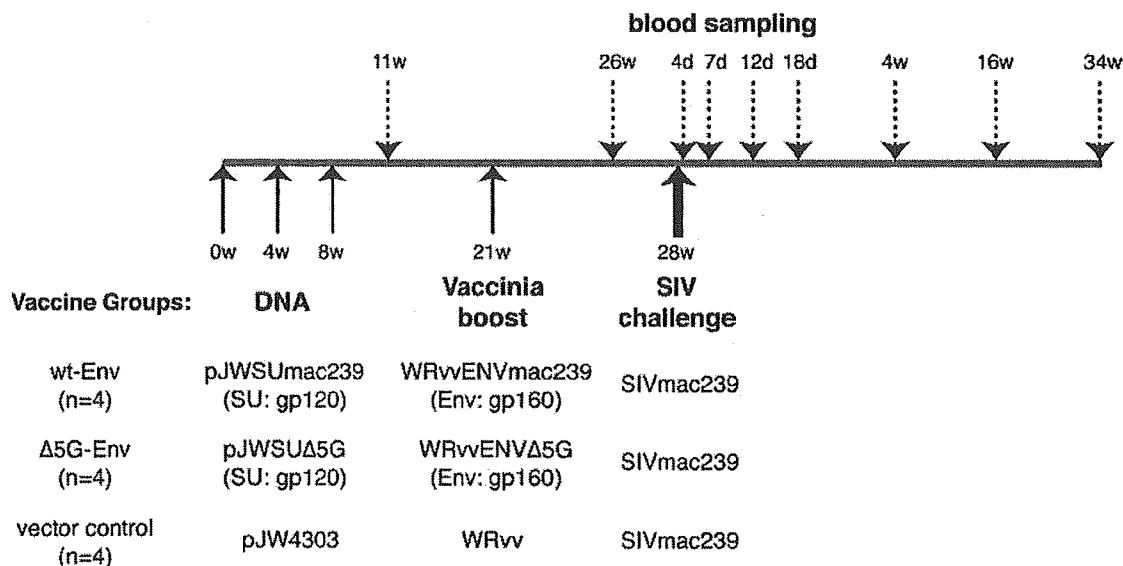 blood sampling
11w 26w 4d 7d 12d 18d 4w 16w 34w
0w 4w 8w 21w 28w
Vaccine Groups: DNA Vaccinia boost SIV challenge
wt-Env (n=4) pJWSUmac239 (SU: gp120) WRvvENVmac239 (Env: gp160) SIVmac239
Δ5G-Env (n=4) pJWSUΔ5G (SU: gp120) WRvvENVΔ5G (Env: gp160) SIVmac239
vector control (n=4) pJW4303 WRvv SIVmac239